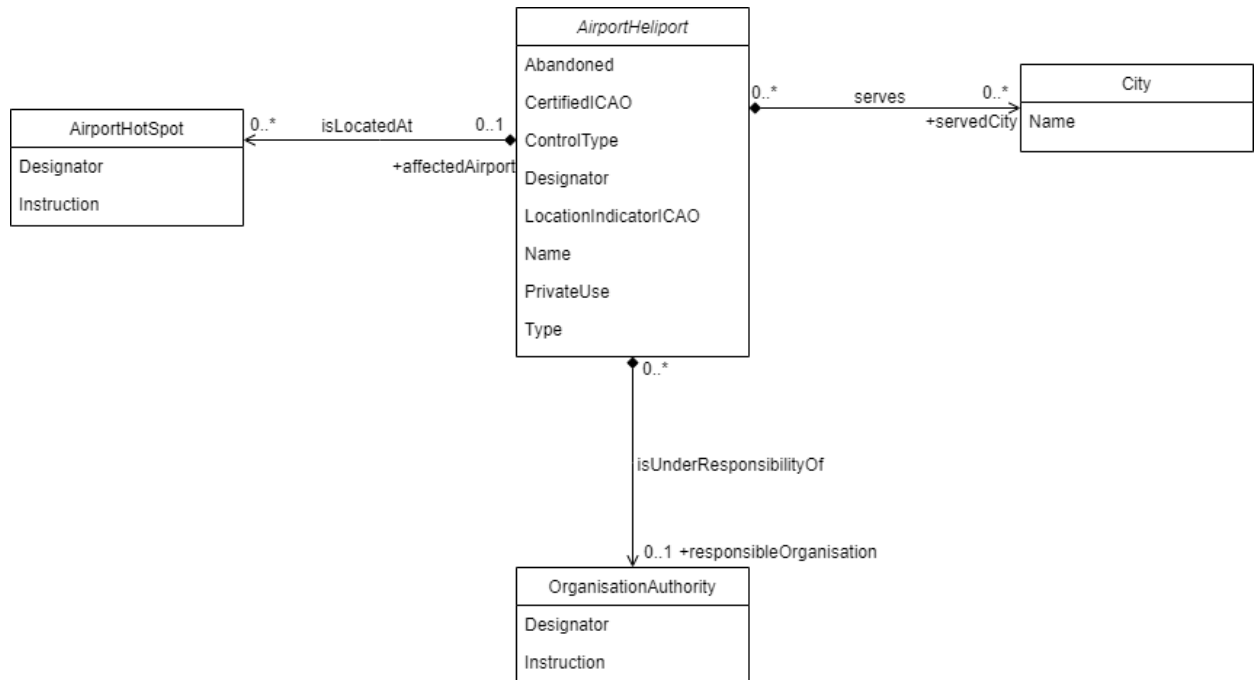 AirportHeliport
Abandoned
CertifiedICAO
ControlType
Designator
LocationIndicatorICAO
Name
PrivateUse
Type
AirportHotSpot
Designator
Instruction
0..* isLocatedAt 0..1
+affectedAirport
0..* serves 0..*
+servedCity
City
Name
0..*
isUnderResponsibilityOf
0..1 +responsibleOrganisation
OrganisationAuthority
Designator
Instruction